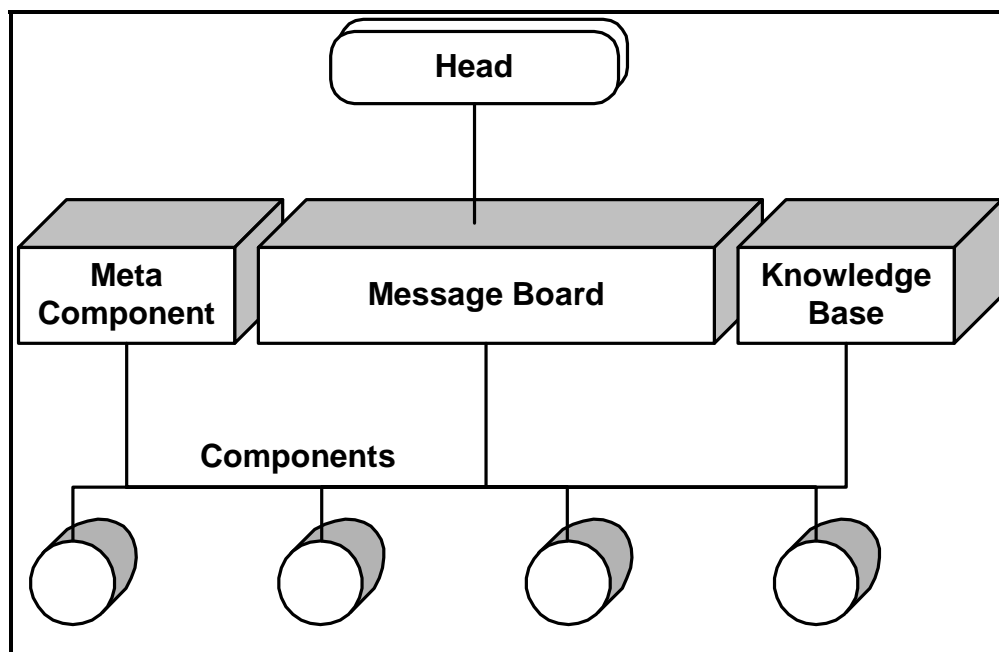 Head
Meta
Component
Message Board
Knowledge
Base
Components